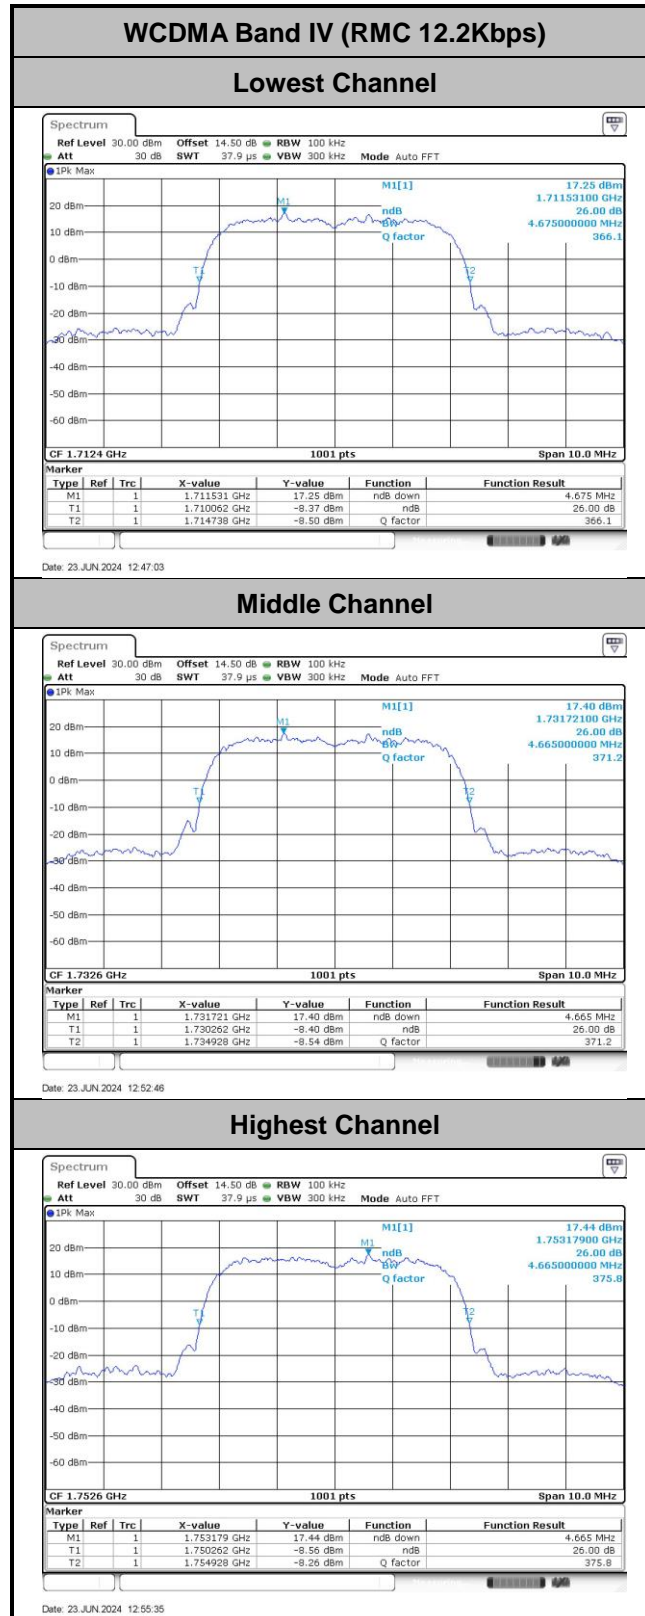 WCDMA Band IV (RMC 12.2Kbps)
Lowest Channel
Spectrum
Ref Level 30.00 dBm Offset 14.50 dB RBW 100 kHz
Att 30 dB SWT 37.9 µs VBW 300 kHz Mode Auto FFT
1Pk Max
M1[1] 17.25 dBm
1.71153100 GHz
M1
20 dBm
ndB 26.00 dB
Bw 4.675000000 MHz
10 dBm
Q factor 366.1
0 dBm
T1 T2
-10 dBm
-20 dBm
-30 dBm
-40 dBm
-50 dBm
-60 dBm
CF 1.7124 GHz 1001 pts Span 10.0 MHz
Marker
Type Ref Trc X-value Y-value Function Function Result
M1 1 1.711531 GHz 17.25 dBm ndB down 4.675 MHz
T1 1 1.710062 GHz -8.37 dBm ndB 26.00 dB
T2 1 1.714738 GHz -8.50 dBm Q factor 366.1
Date: 23.JUN.2024 12:47:03
Middle Channel
Spectrum
Ref Level 30.00 dBm Offset 14.50 dB RBW 100 kHz
Att 30 dB SWT 37.9 µs VBW 300 kHz Mode Auto FFT
1Pk Max
M1[1] 17.40 dBm
1.73172100 GHz
M1
20 dBm
ndB 26.00 dB
Bw 4.665000000 MHz
10 dBm
Q factor 371.2
0 dBm
T1 T2
-10 dBm
-20 dBm
-30 dBm
-40 dBm
-50 dBm
-60 dBm
CF 1.7326 GHz 1001 pts Span 10.0 MHz
Marker
Type Ref Trc X-value Y-value Function Function Result
M1 1 1.731721 GHz 17.40 dBm ndB down 4.665 MHz
T1 1 1.730262 GHz -8.40 dBm ndB 26.00 dB
T2 1 1.734928 GHz -8.54 dBm Q factor 371.2
Date: 23.JUN.2024 12:52:46
Highest Channel
Spectrum
Ref Level 30.00 dBm Offset 14.50 dB RBW 100 kHz
Att 30 dB SWT 37.9 µs VBW 300 kHz Mode Auto FFT
1Pk Max
M1[1] 17.44 dBm
1.75317900 GHz
M1
20 dBm
ndB 26.00 dB
Bw 4.665000000 MHz
10 dBm
Q factor 375.8
0 dBm
T1 T2
-10 dBm
-20 dBm
-30 dBm
-40 dBm
-50 dBm
-60 dBm
CF 1.7526 GHz 1001 pts Span 10.0 MHz
Marker
Type Ref Trc X-value Y-value Function Function Result
M1 1 1.753179 GHz 17.44 dBm ndB down 4.665 MHz
T1 1 1.750262 GHz -8.56 dBm ndB 26.00 dB
T2 1 1.754928 GHz -8.26 dBm Q factor 375.8
Date: 23.JUN.2024 12:55:35